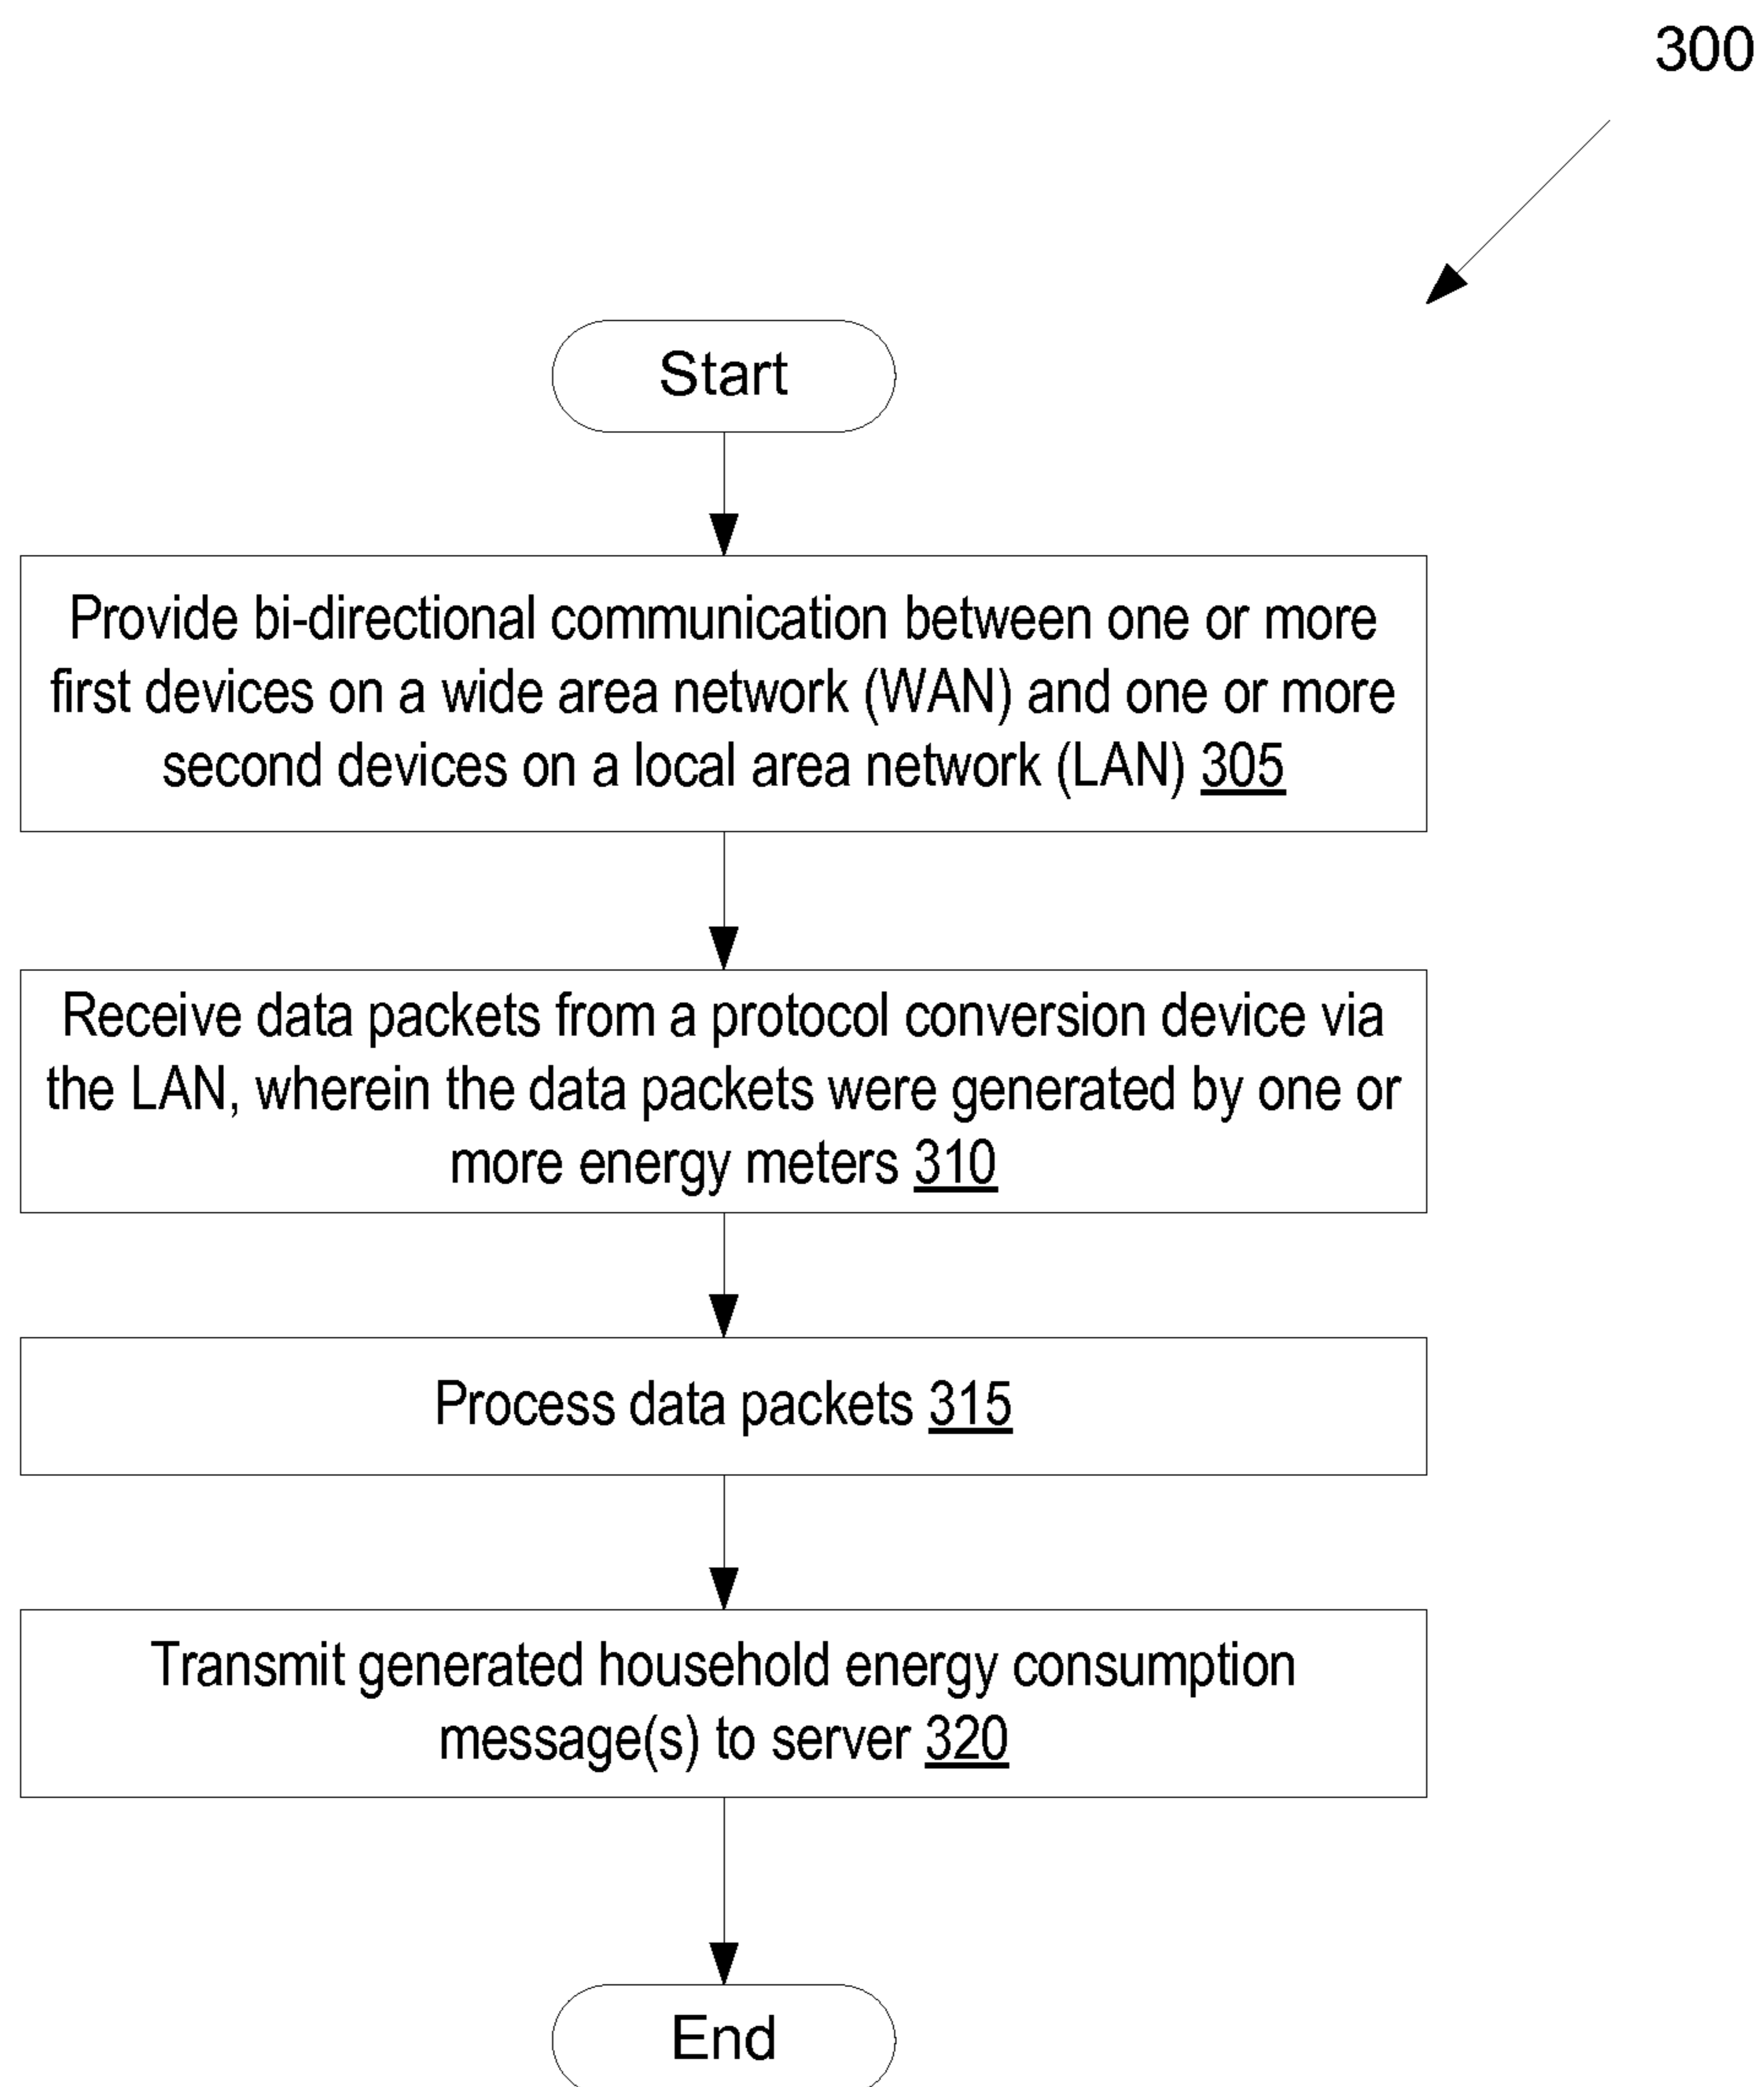 300
Start
Provide bi-directional communication between one or more
first devices on a wide area network (WAN) and one or more
second devices on a local area network (LAN) 305
Receive data packets from a protocol conversion device via
the LAN, wherein the data packets were generated by one or
more energy meters 310
Process data packets 315
Transmit generated household energy consumption
message(s) to server 320
End